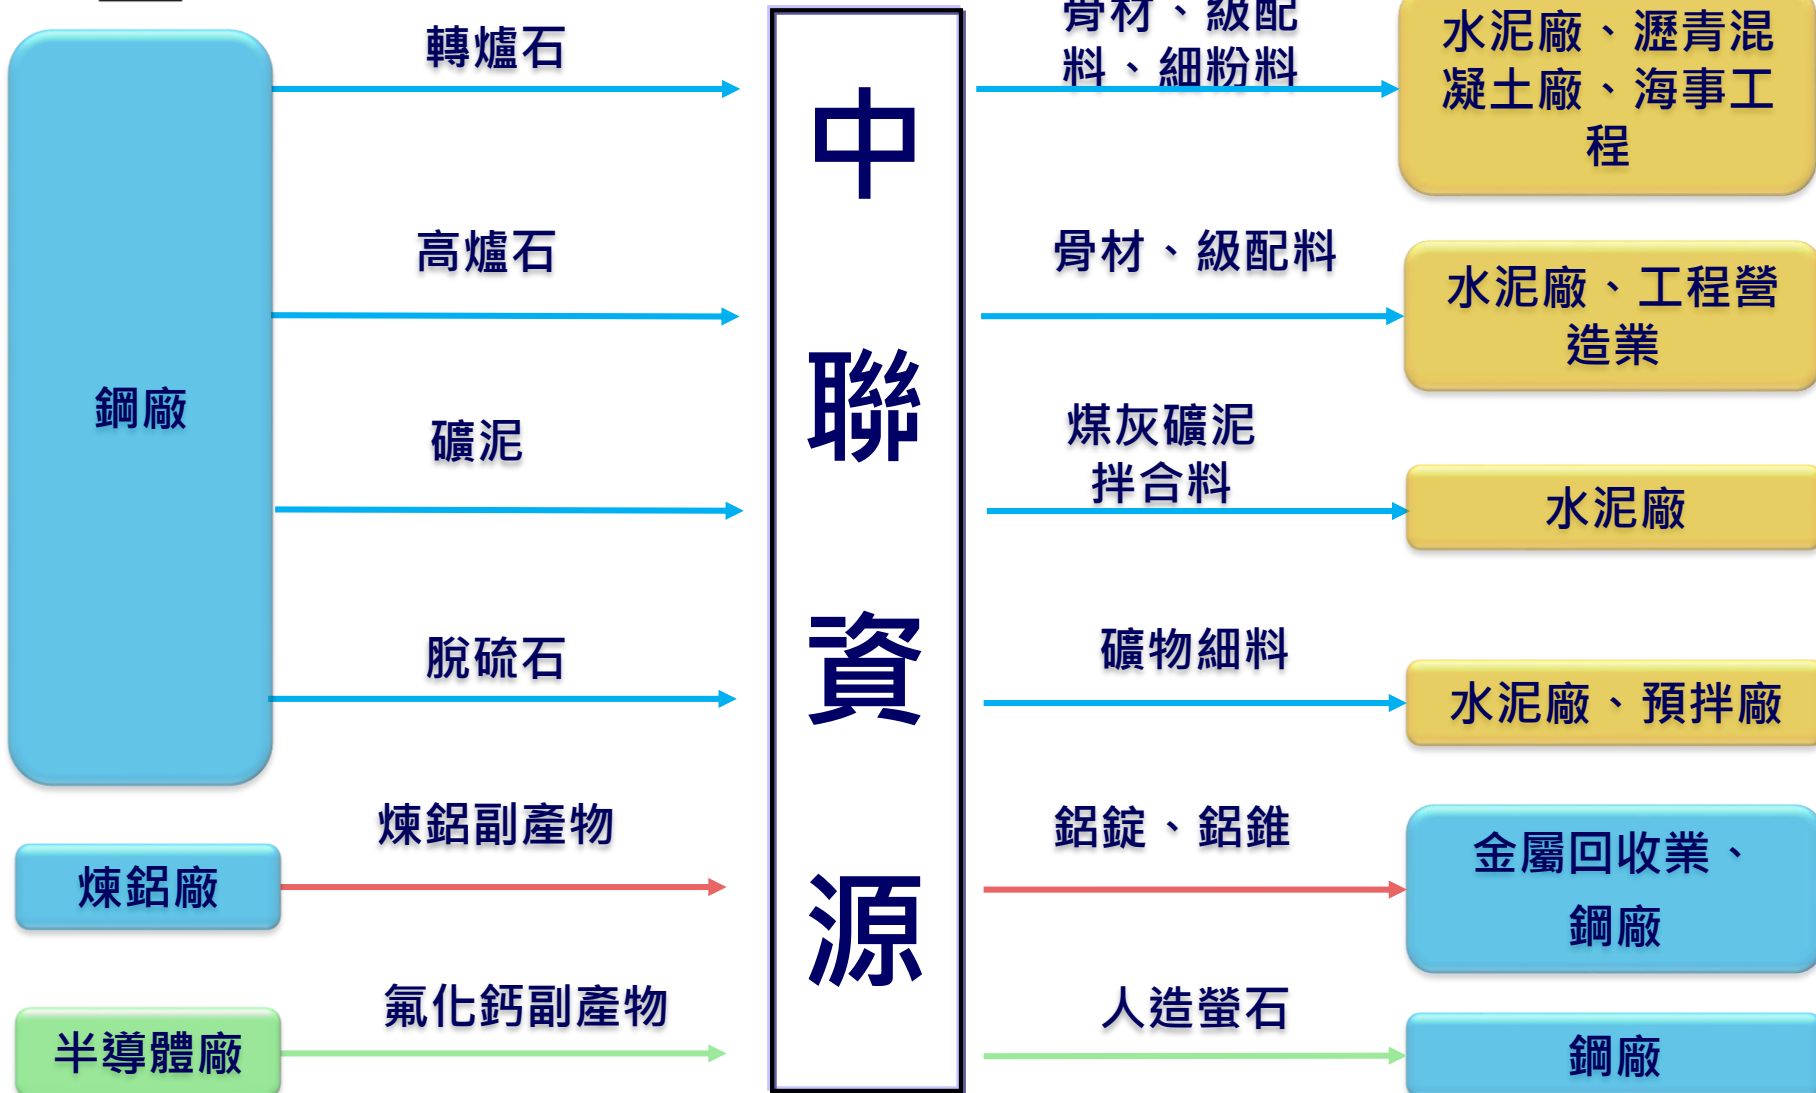 轉爐石
骨材、級配
料、細粉料
水泥廠、瀝青混
凝土廠、海事工
程
高爐石
骨材、級配料
水泥廠、工程營
造業
鋼廠
礦泥
煤灰礦泥
拌合料
水泥廠
脫硫石
礦物細料
水泥廠、預拌廠
中
聯
資
源
煉鋁副產物
煉鋁廠
鋁錠、鋁錐
金屬回收業、
鋼廠
氟化鈣副產物
半導體廠
人造螢石
鋼廠